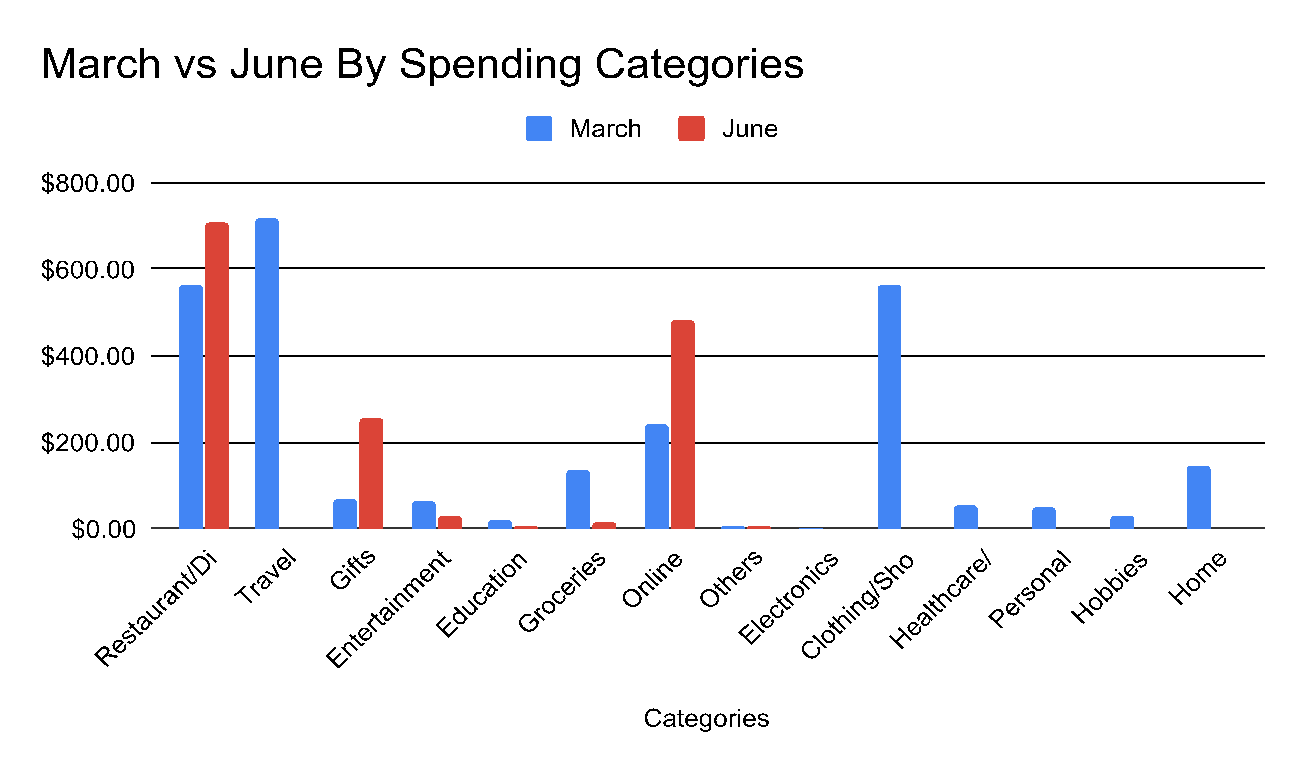 March vs June By Spending Categories
March June
$800.00
$600.00
$400.00
$200.00
$0.00
Restaurant/Di
Travel
Gifts
Entertainment
Education
Groceries
Online
Others
Electronics
Clothing/Sho
Healthcare/
Personal
Hobbies
Home
Categories